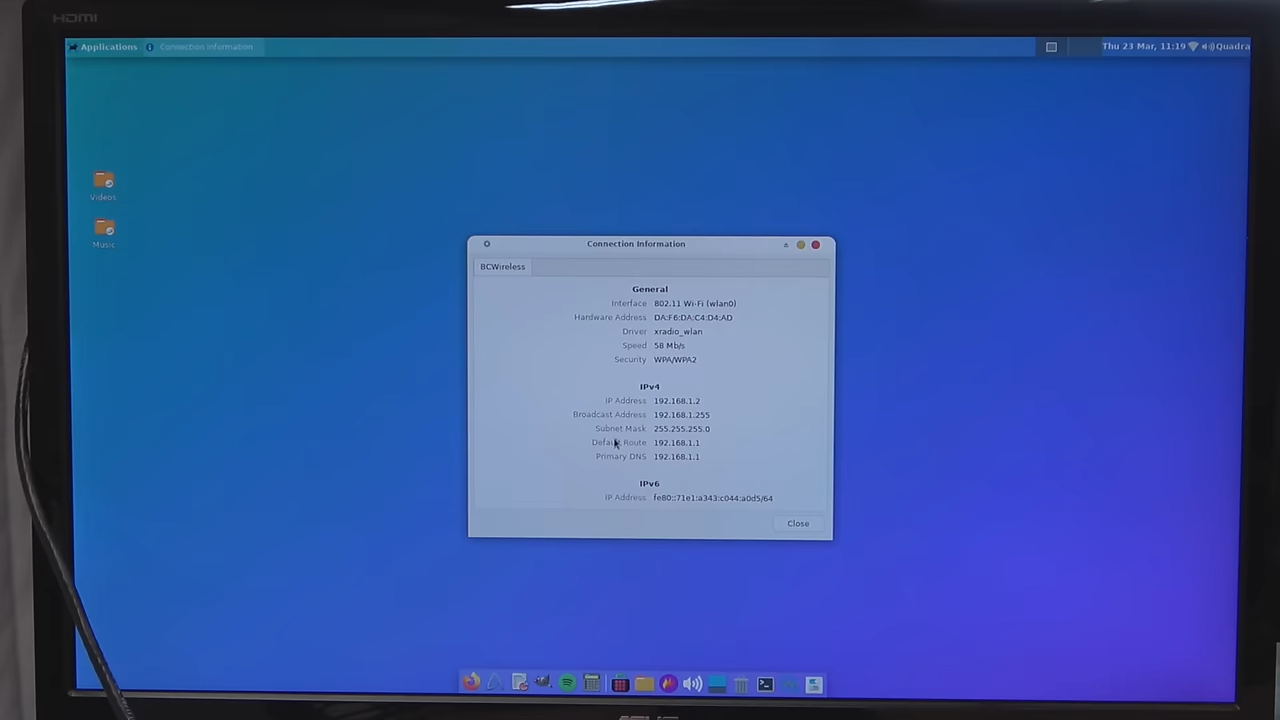 HDMI
Applications Connection Information Thu 23 Mar, 11:19 Quadra
Videos
Music
Connection Information
BCWireless
General
Interface 802.11 Wi-Fi (wlan0)
Hardware Address DA:F6:DA:C4:D4:AD
Driver xradio_wlan
Speed 58 Mb/s
Security WPA/WPA2
IPv4
IP Address 192.168.1.2
Broadcast Address 192.168.1.255
Subnet Mask 255.255.255.0
Default Route 192.168.1.1
Primary DNS 192.168.1.1
IPv6
IP Address fe80::71e1:a343:c044:a0d5/64
Close